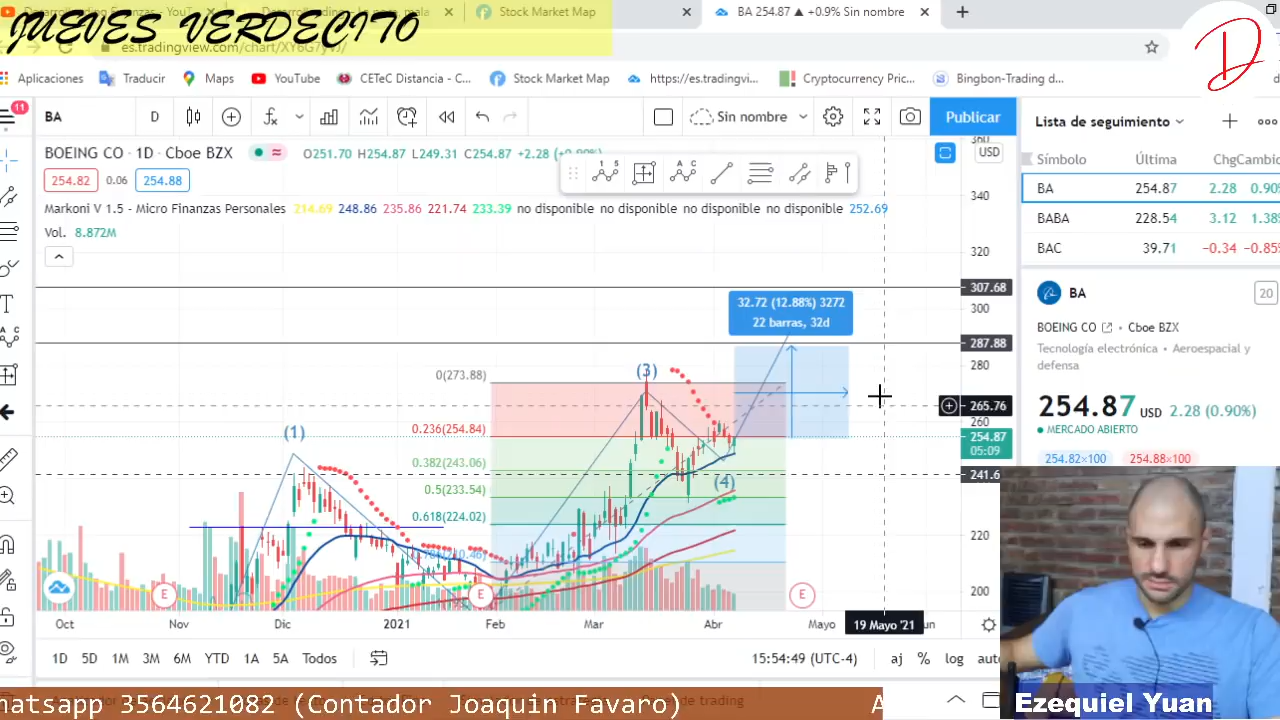 JUEVES VERDECITO
Stock Market Map
BA 254.87 ▲ +0.9% Sin nombre
es.tradingview.com/chart/XY6G7yVJ/
Aplicaciones
Traducir
Maps
YouTube
CETeC Distancia - C...
Stock Market Map
https://es.tradingvi...
Cryptocurrency Pric...
Bingbon-Trading d...
11
BA
D
Sin nombre
Publicar
BOEING CO · 1D · Cboe BZX
O251.70 H254.87 L249.31 C254.87 +2.28 (+0.90%)
USD
254.82
0.06
254.88
Markoni V 1.5 - Micro Finanzas Personales 214.69 248.86 235.86 221.74 233.39 no disponible no disponible no disponible no disponible 252.69
Vol. 8.872M
360
340
320
307.68
300
287.88
280
265.76
260
254.87
05:09
241.6
220
200
32.72 (12.88%) 3272
22 barras, 32d
0(273.88)
0.236(254.84)
0.382(243.06)
0.5(233.54)
0.618(224.02)
(1)
(3)
(4)
E
E
E
Oct
Nov
Dic
2021
Feb
Mar
Abr
Mayo
19 Mayo '21
1D
5D
1M
3M
6M
YTD
1A
5A
Todos
15:54:49 (UTC-4)
aj
%
log
auto
Lista de seguimiento
Símbolo
Última
Chg
Cambio
BA
254.87
2.28
0.90%
BABA
228.54
3.12
1.38%
BAC
39.71
−0.34
−0.85%
BA
20
BOEING CO · Cboe BZX
Tecnología electrónica · Aeroespacial y
defensa
254.87 USD 2.28 (0.90%)
MERCADO ABIERTO
254.82×100
254.88×100
hatsapp 3564621082 (Contador Joaquin Favaro)
A
Ezequiel Yuan